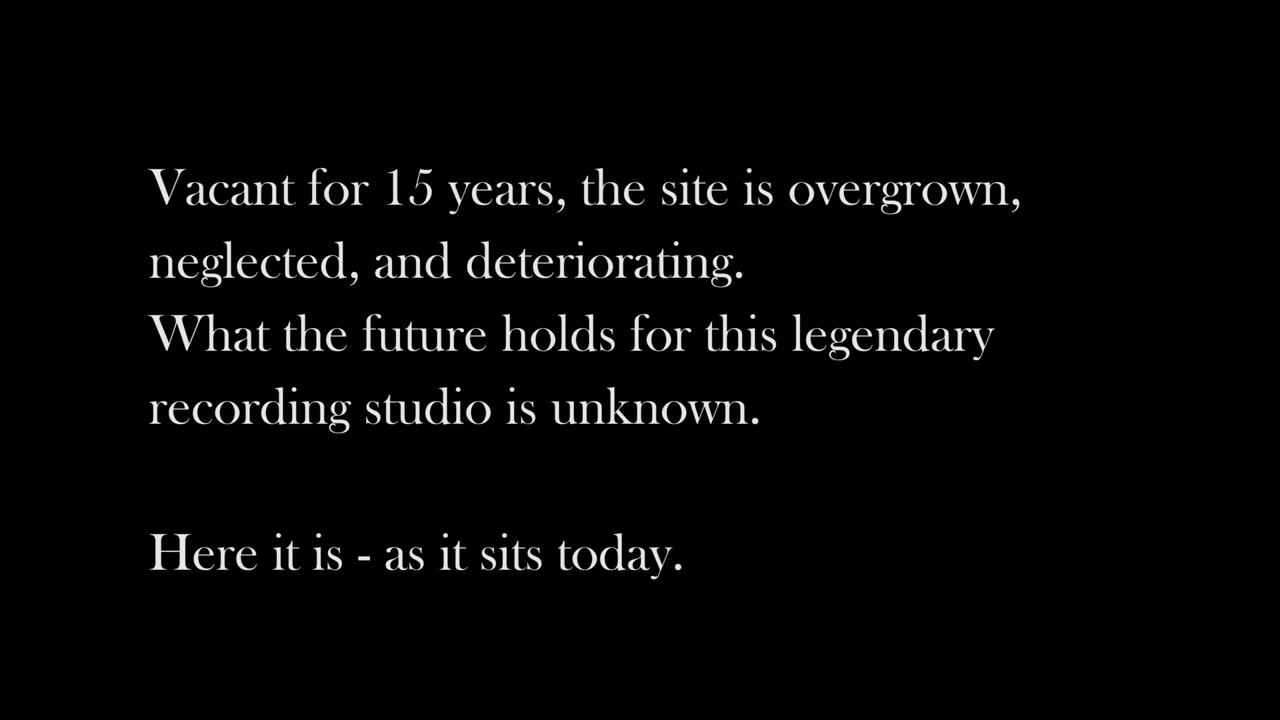 Vacant for 15 years, the site is overgrown,
neglected, and deteriorating.
What the future holds for this legendary
recording studio is unknown.
Here it is - as it sits today.